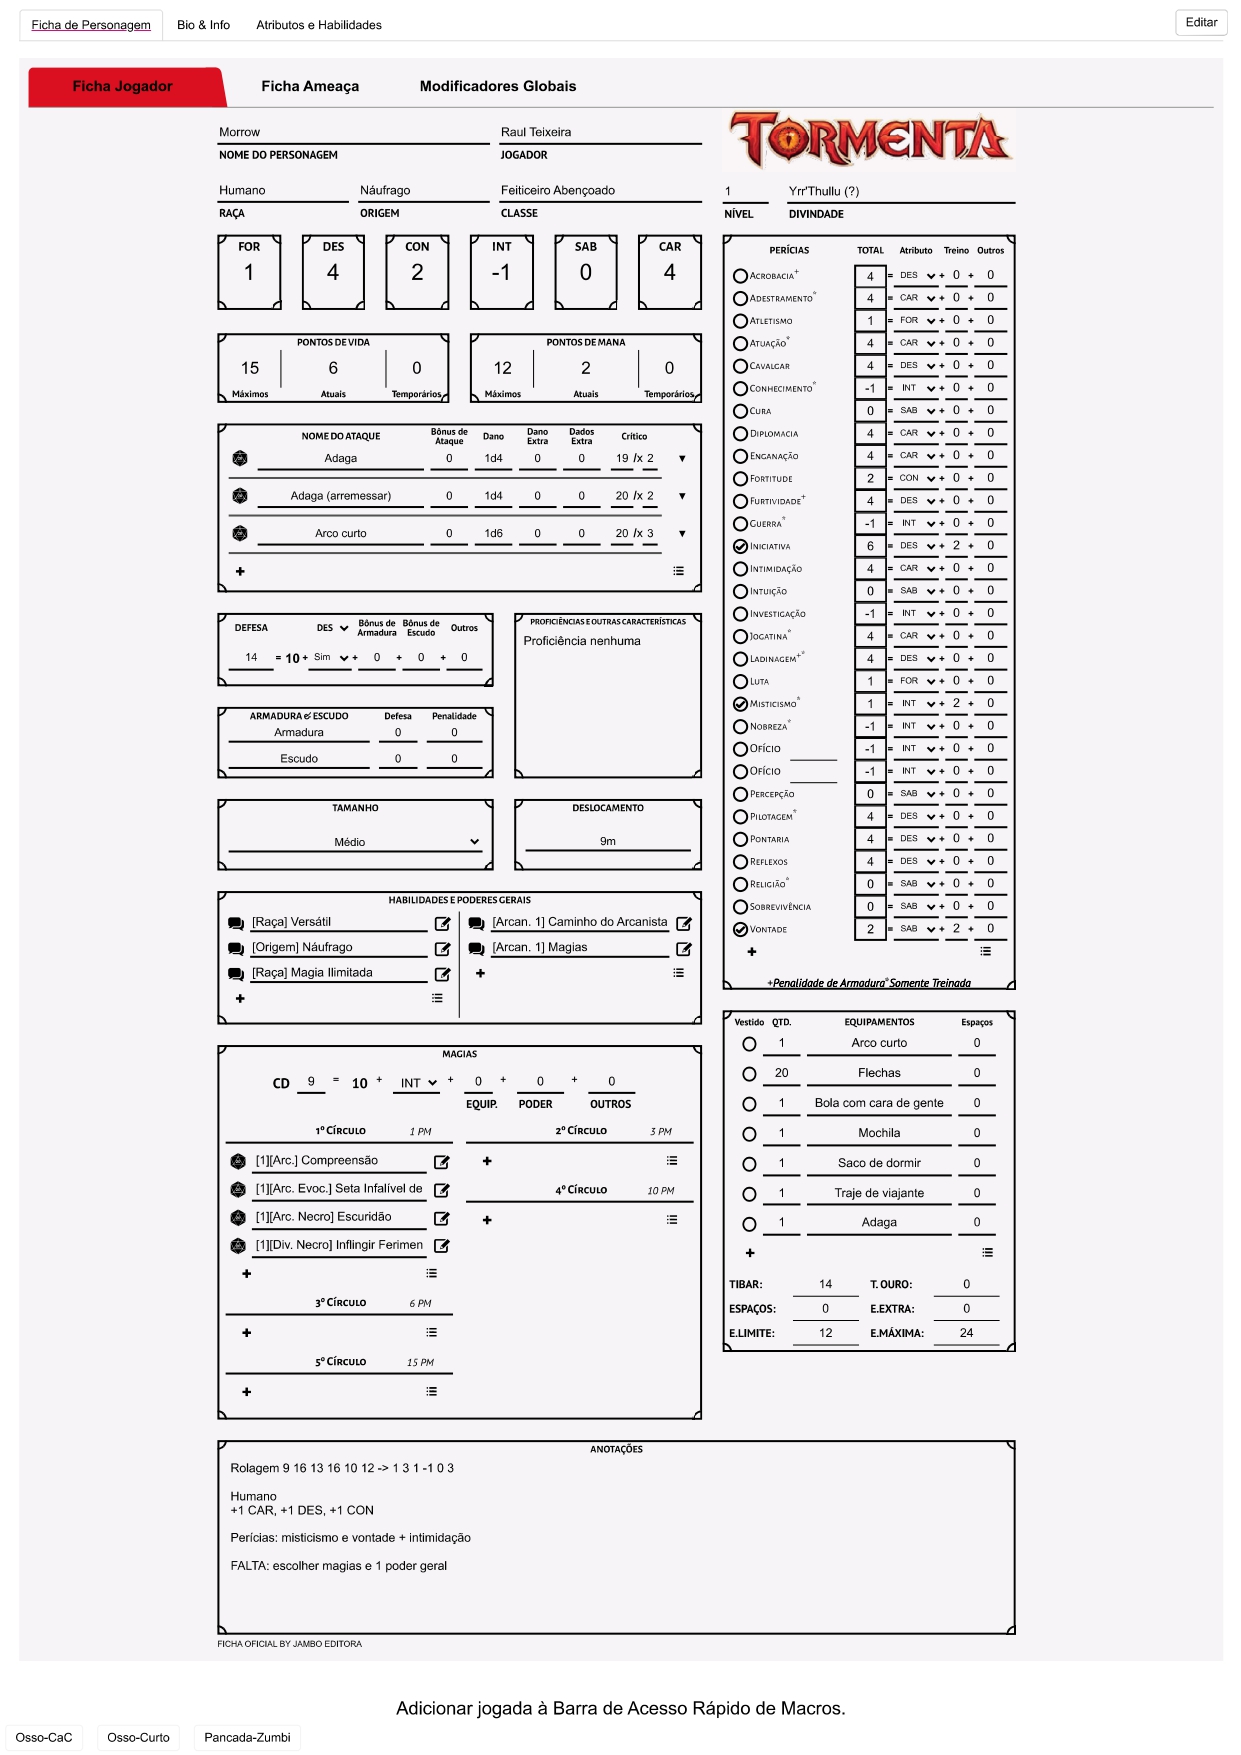 Ficha de Personagem Bio & Info Atributos e Habilidades Editar
Ficha Jogador Ficha Ameaça Modificadores Globais
Morrow Raul Teixeira TORMENTA
NOME DO PERSONAGEM JOGADOR
Humano Náufrago Feiticeiro Abençoado 1 Yrr'Thullu (?)
RAÇA ORIGEM CLASSE NÍVEL DIVINDADE
FOR DES CON INT SAB CAR
1 4 2 -1 0 4
PONTOS DE VIDA PONTOS DE MANA
15 6 0 12 2 0
Máximos Atuais Temporários Máximos Atuais Temporários
NOME DO ATAQUE Bônus de Ataque Dano Dano Extra Dados Extra Crítico
Adaga 0 1d4 0 0 19 /x 2 ▼
Adaga (arremessar) 0 1d4 0 0 20 /x 2 ▼
Arco curto 0 1d6 0 0 20 /x 3 ▼
+
DEFESA DES Bônus de Armadura Bônus de Escudo Outros
14 = 10 + Sim + 0 + 0 + 0
ARMADURA & ESCUDO Defesa Penalidade
Armadura 0 0
Escudo 0 0
PROFICIÊNCIAS E OUTRAS CARACTERÍSTICAS
Proficiência nenhuma
TAMANHO DESLOCAMENTO
Médio 9m
HABILIDADES E PODERES GERAIS
[Raça] Versátil [Arcan. 1] Caminho do Arcanista
[Origem] Náufrago [Arcan. 1] Magias
[Raça] Magia Ilimitada +
+
MAGIAS
CD 9 = 10 + INT + 0 + 0 + 0
EQUIP. PODER OUTROS
1º CÍRCULO 1 PM 2º CÍRCULO 3 PM
[1][Arc.] Compreensão +
[1][Arc. Evoc.] Seta Infalível de 4º CÍRCULO 10 PM
[1][Arc. Necro] Escuridão +
[1][Div. Necro] Inflingir Ferimen
+
3º CÍRCULO 6 PM
+
5º CÍRCULO 15 PM
+
PERÍCIAS TOTAL Atributo Treino Outros
ACROBACIA+ 4 = DES + 0 + 0
ADESTRAMENTO* 4 = CAR + 0 + 0
ATLETISMO 1 = FOR + 0 + 0
ATUAÇÃO* 4 = CAR + 0 + 0
CAVALGAR 4 = DES + 0 + 0
CONHECIMENTO* -1 = INT + 0 + 0
CURA 0 = SAB + 0 + 0
DIPLOMACIA 4 = CAR + 0 + 0
ENGANAÇÃO 4 = CAR + 0 + 0
FORTITUDE 2 = CON + 0 + 0
FURTIVIDADE+ 4 = DES + 0 + 0
GUERRA* -1 = INT + 0 + 0
INICIATIVA 6 = DES + 2 + 0
INTIMIDAÇÃO 4 = CAR + 0 + 0
INTUIÇÃO 0 = SAB + 0 + 0
INVESTIGAÇÃO -1 = INT + 0 + 0
JOGATINA* 4 = CAR + 0 + 0
LADINAGEM+* 4 = DES + 0 + 0
LUTA 1 = FOR + 0 + 0
MISTICISMO* 1 = INT + 2 + 0
NOBREZA* -1 = INT + 0 + 0
OFÍCIO -1 = INT + 0 + 0
OFÍCIO -1 = INT + 0 + 0
PERCEPÇÃO 0 = SAB + 0 + 0
PILOTAGEM* 4 = DES + 0 + 0
PONTARIA 4 = DES + 0 + 0
REFLEXOS 4 = DES + 0 + 0
RELIGIÃO* 0 = SAB + 0 + 0
SOBREVIVÊNCIA 0 = SAB + 0 + 0
VONTADE 2 = SAB + 2 + 0
+
+Penalidade de Armadura *Somente Treinada
Vestido QTD. EQUIPAMENTOS Espaços
1 Arco curto 0
20 Flechas 0
1 Bola com cara de gente 0
1 Mochila 0
1 Saco de dormir 0
1 Traje de viajante 0
1 Adaga 0
+
TIBAR: 14 T. OURO: 0
ESPAÇOS: 0 E.EXTRA: 0
E.LIMITE: 12 E.MÁXIMA: 24
ANOTAÇÕES
Rolagem 9 16 13 16 10 12 -> 1 3 1 -1 0 3
Humano
+1 CAR, +1 DES, +1 CON
Perícias: misticismo e vontade + intimidação
FALTA: escolher magias e 1 poder geral
FICHA OFICIAL BY JAMBO EDITORA
Adicionar jogada à Barra de Acesso Rápido de Macros.
Osso-CaC Osso-Curto Pancada-Zumbi